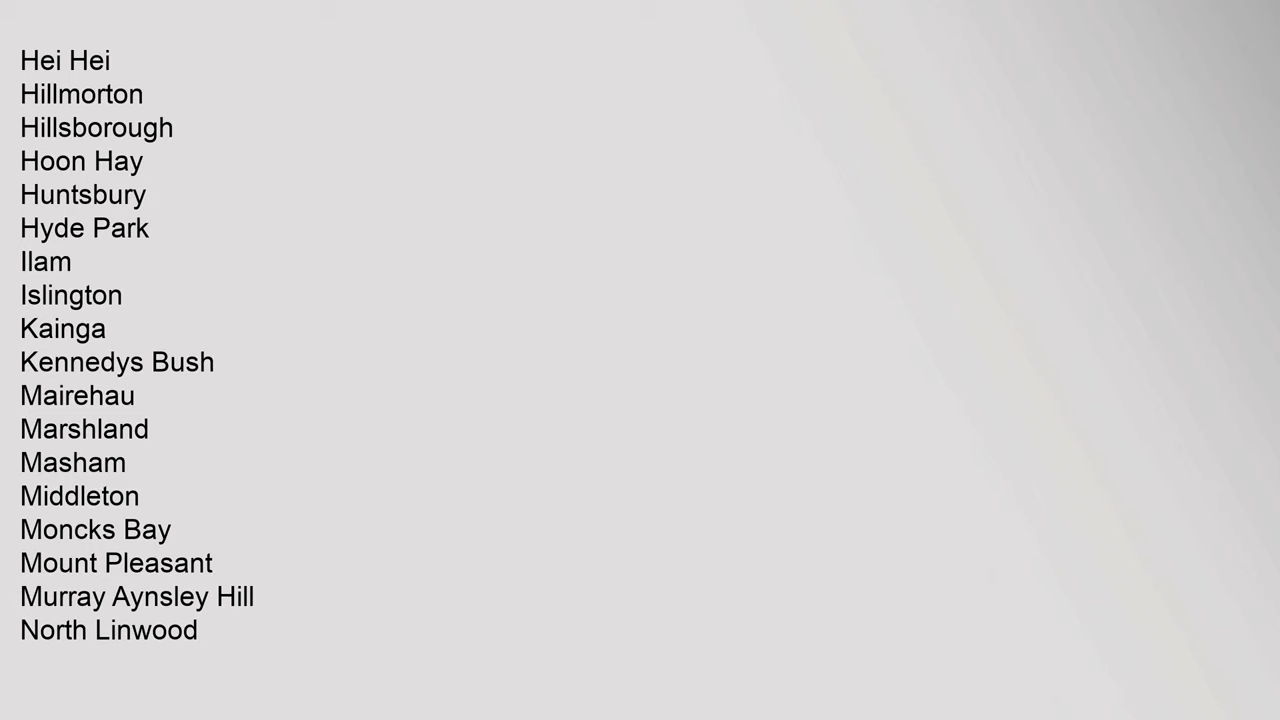 Hei Hei
Hillmorton
Hillsborough
Hoon Hay
Huntsbury
Hyde Park
Ilam
Islington
Kainga
Kennedys Bush
Mairehau
Marshland
Masham
Middleton
Moncks Bay
Mount Pleasant
Murray Aynsley Hill
North Linwood